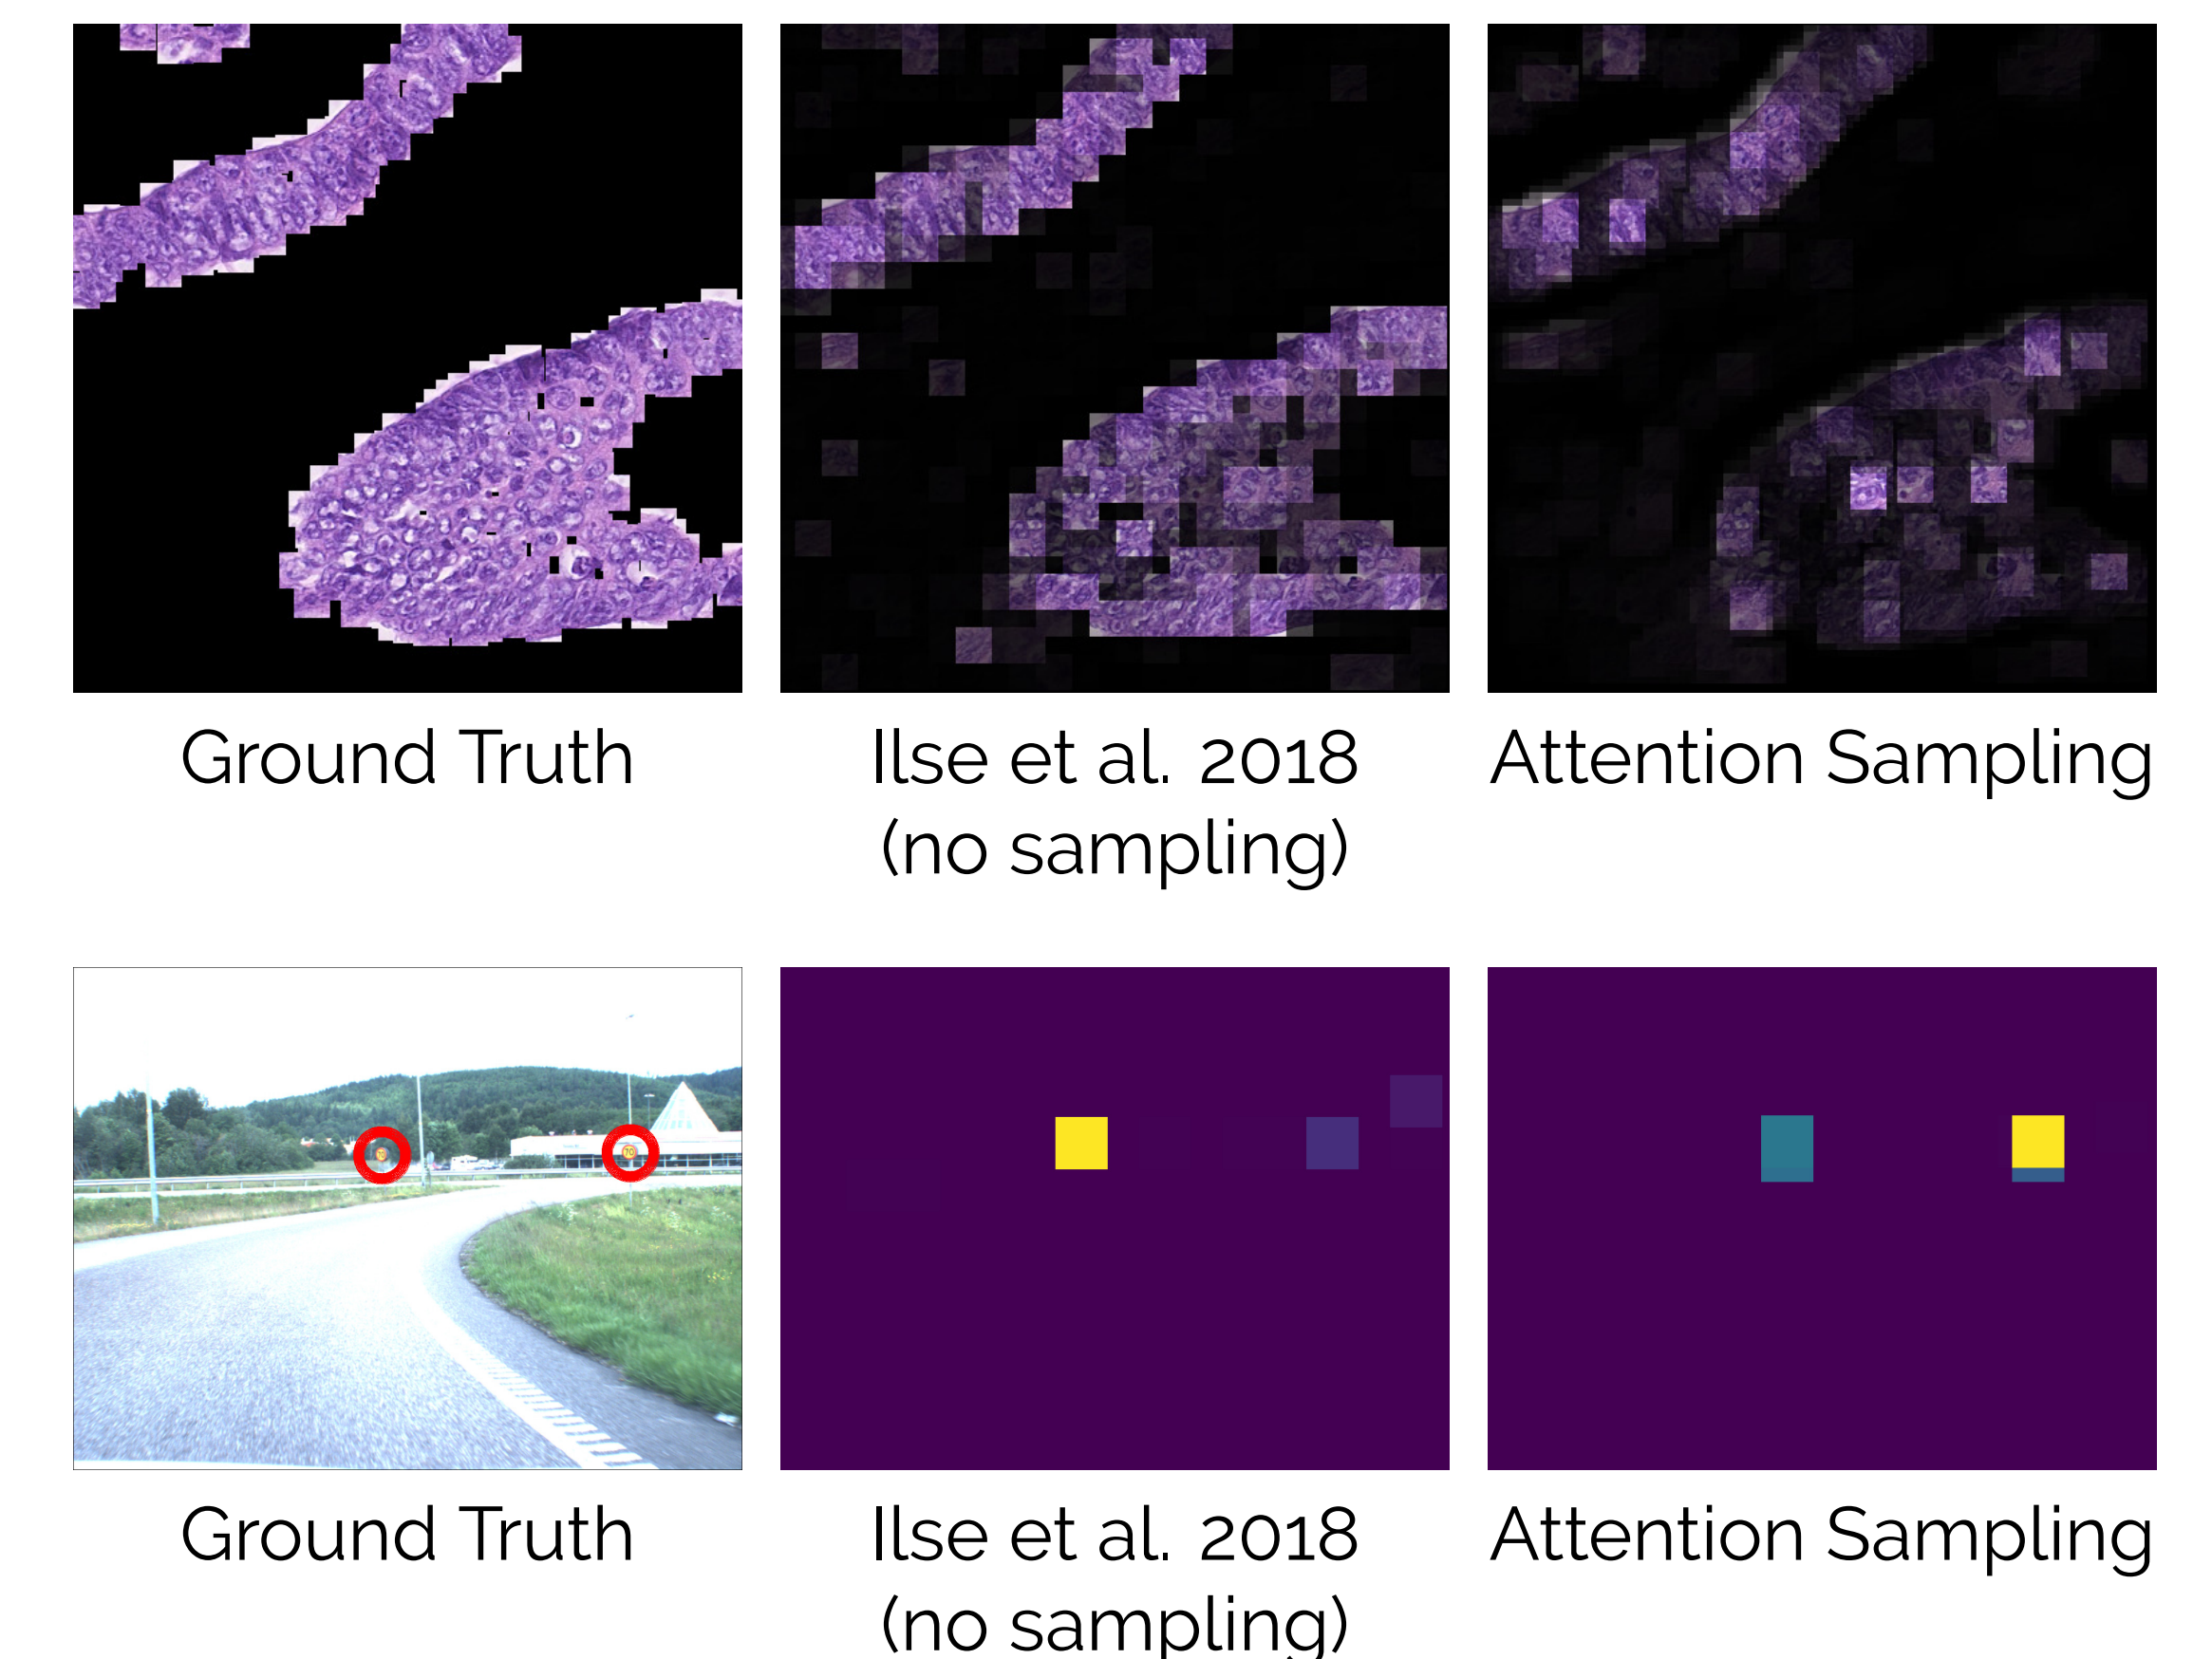 Ground Truth
Ilse et al. 2018
(no sampling)
Attention Sampling
70
Ground Truth
Ilse et al. 2018
(no sampling)
Attention Sampling